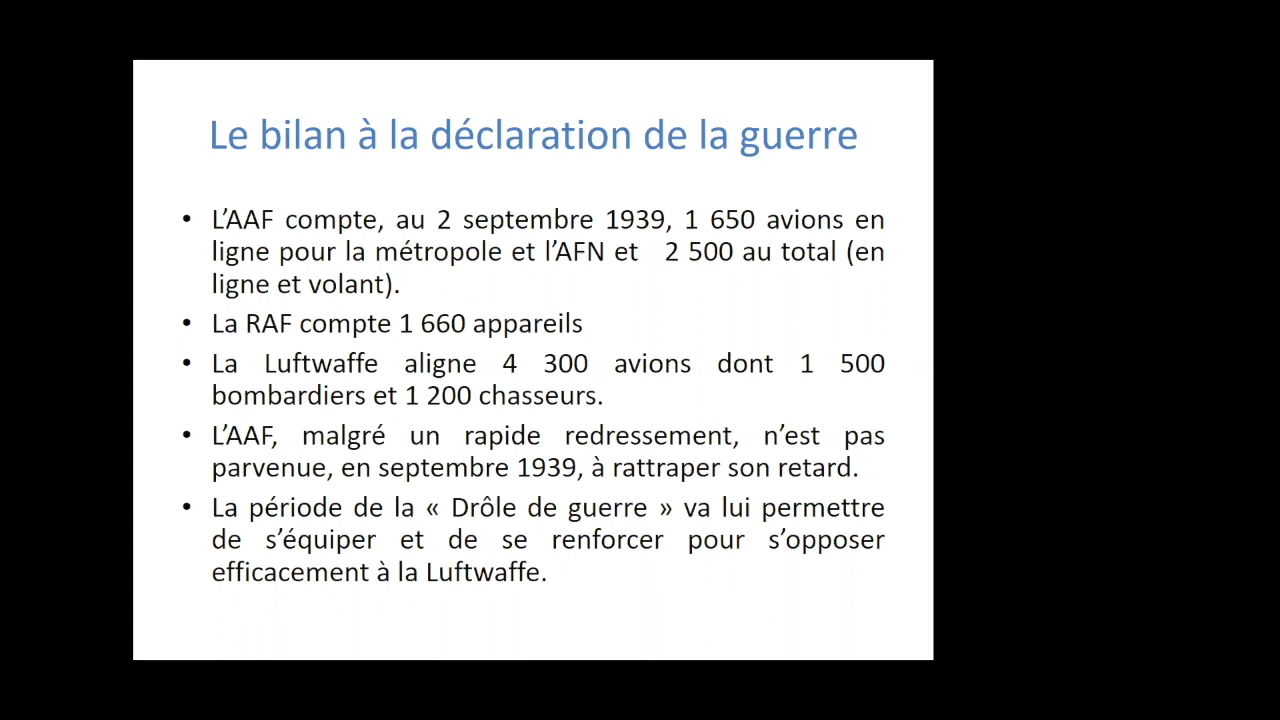 Le bilan à la déclaration de la guerre
• L’AAF compte, au 2 septembre 1939, 1 650 avions en
ligne pour la métropole et l’AFN et 2 500 au total (en
ligne et volant).
• La RAF compte 1 660 appareils
• La Luftwaffe aligne 4 300 avions dont 1 500
bombardiers et 1 200 chasseurs.
• L’AAF, malgré un rapide redressement, n’est pas
parvenue, en septembre 1939, à rattraper son retard.
• La période de la « Drôle de guerre » va lui permettre
de s’équiper et de se renforcer pour s’opposer
efficacement à la Luftwaffe.